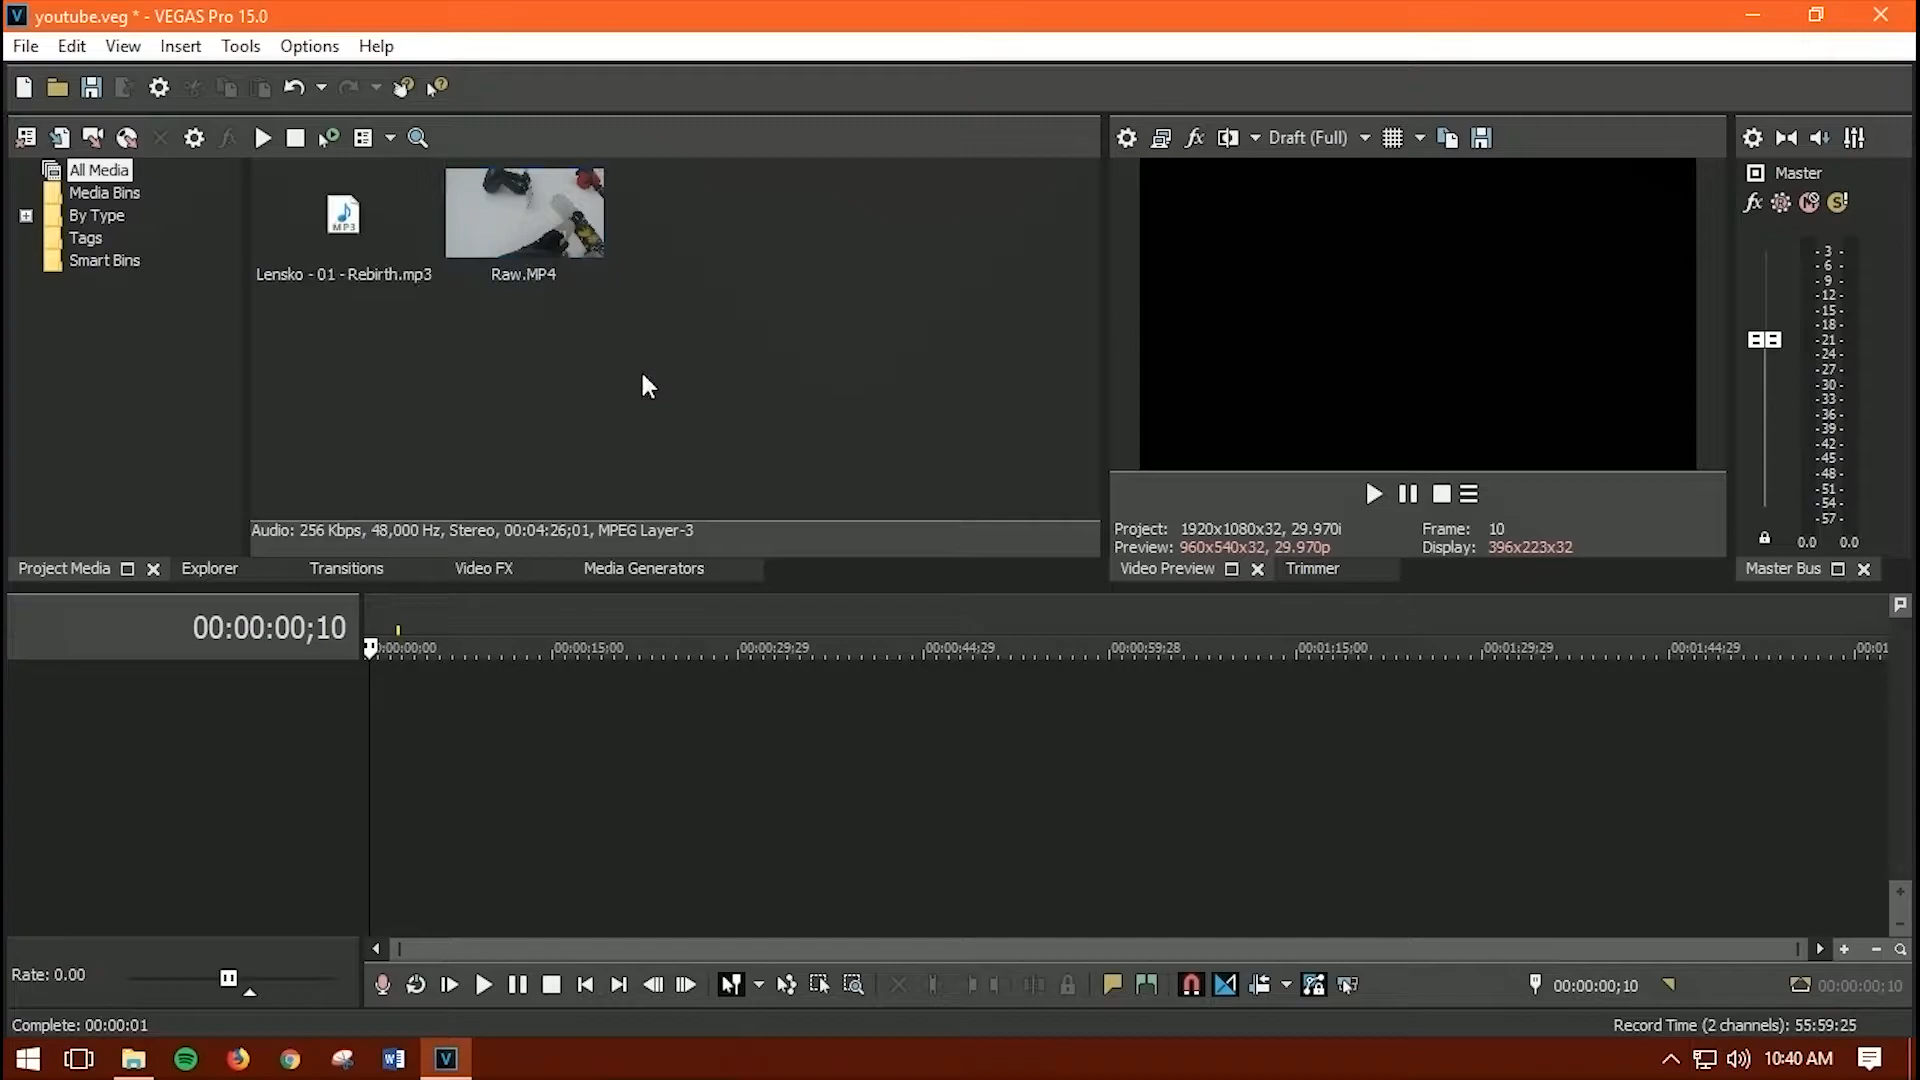 youtube.veg * - VEGAS Pro 15.0
File Edit View Insert Tools Options Help
Draft (Full)
All Media
Media Bins
By Type
Tags
Smart Bins
MP3
Lensko - 01 - Rebirth.mp3
Raw.MP4
Audio: 256 Kbps, 48,000 Hz, Stereo, 00:04:26;01, MPEG Layer-3
Project Media Explorer Transitions Video FX Media Generators
Project: 1920x1080x32, 29.970i Frame: 10
Preview: 960x540x32, 29.970p Display: 396x223x32
Video Preview Trimmer
Master
- 3 -
- 6 -
- 9 -
-12-
-15-
-18-
-21-
-24-
-27-
-30-
-33-
-36-
-39-
-42-
-45-
-48-
-51-
-54-
-57-
0.0 0.0
Master Bus
00:00:00;10
00:00:15;00 00:00:29;29 00:00:44;29 00:00:59;28 00:01:15;00 00:01:29;29 00:01:44;29
Rate: 0.00
00:00:00;10 00:00:00;10
Complete: 00:00:01 Record Time (2 channels): 55:59:25
10:40 AM